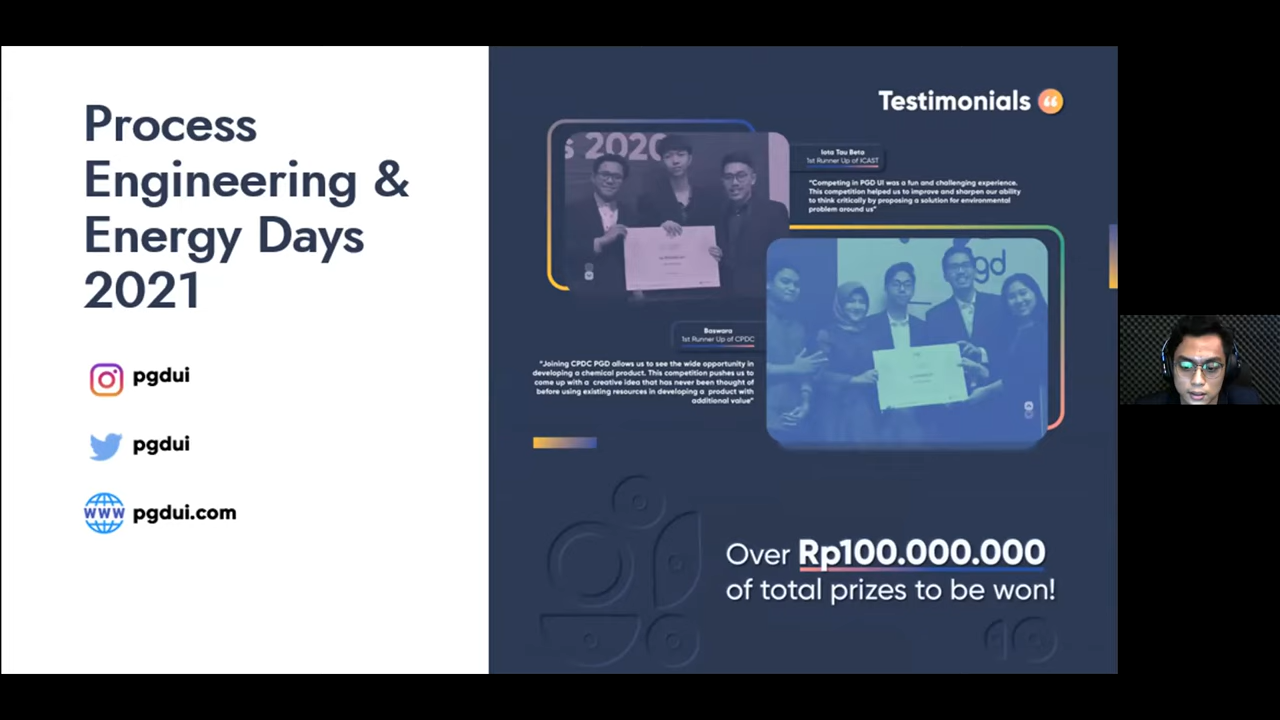 Process
Engineering &
Energy Days
2021
pgdui
pgdui
www
pgdui.com
Testimonials
s 2020
Iota Tau Beta
1st Runner Up of ICAST
"Competing in PGD UI was a fun and challenging experience.
This competition helped us to improve and sharpen our ability
to think critically by proposing a solution for environmental
problem around us"
pgd
Baswara
1st Runner Up of CPDC
"Joining CPDC PGD allows us to see the wide opportunity in
developing a chemical product. This competition pushes us to
come up with a creative idea that has never been thought of
before using existing resources in developing a product with
additional value"
Over Rp100.000.000
of total prizes to be won!